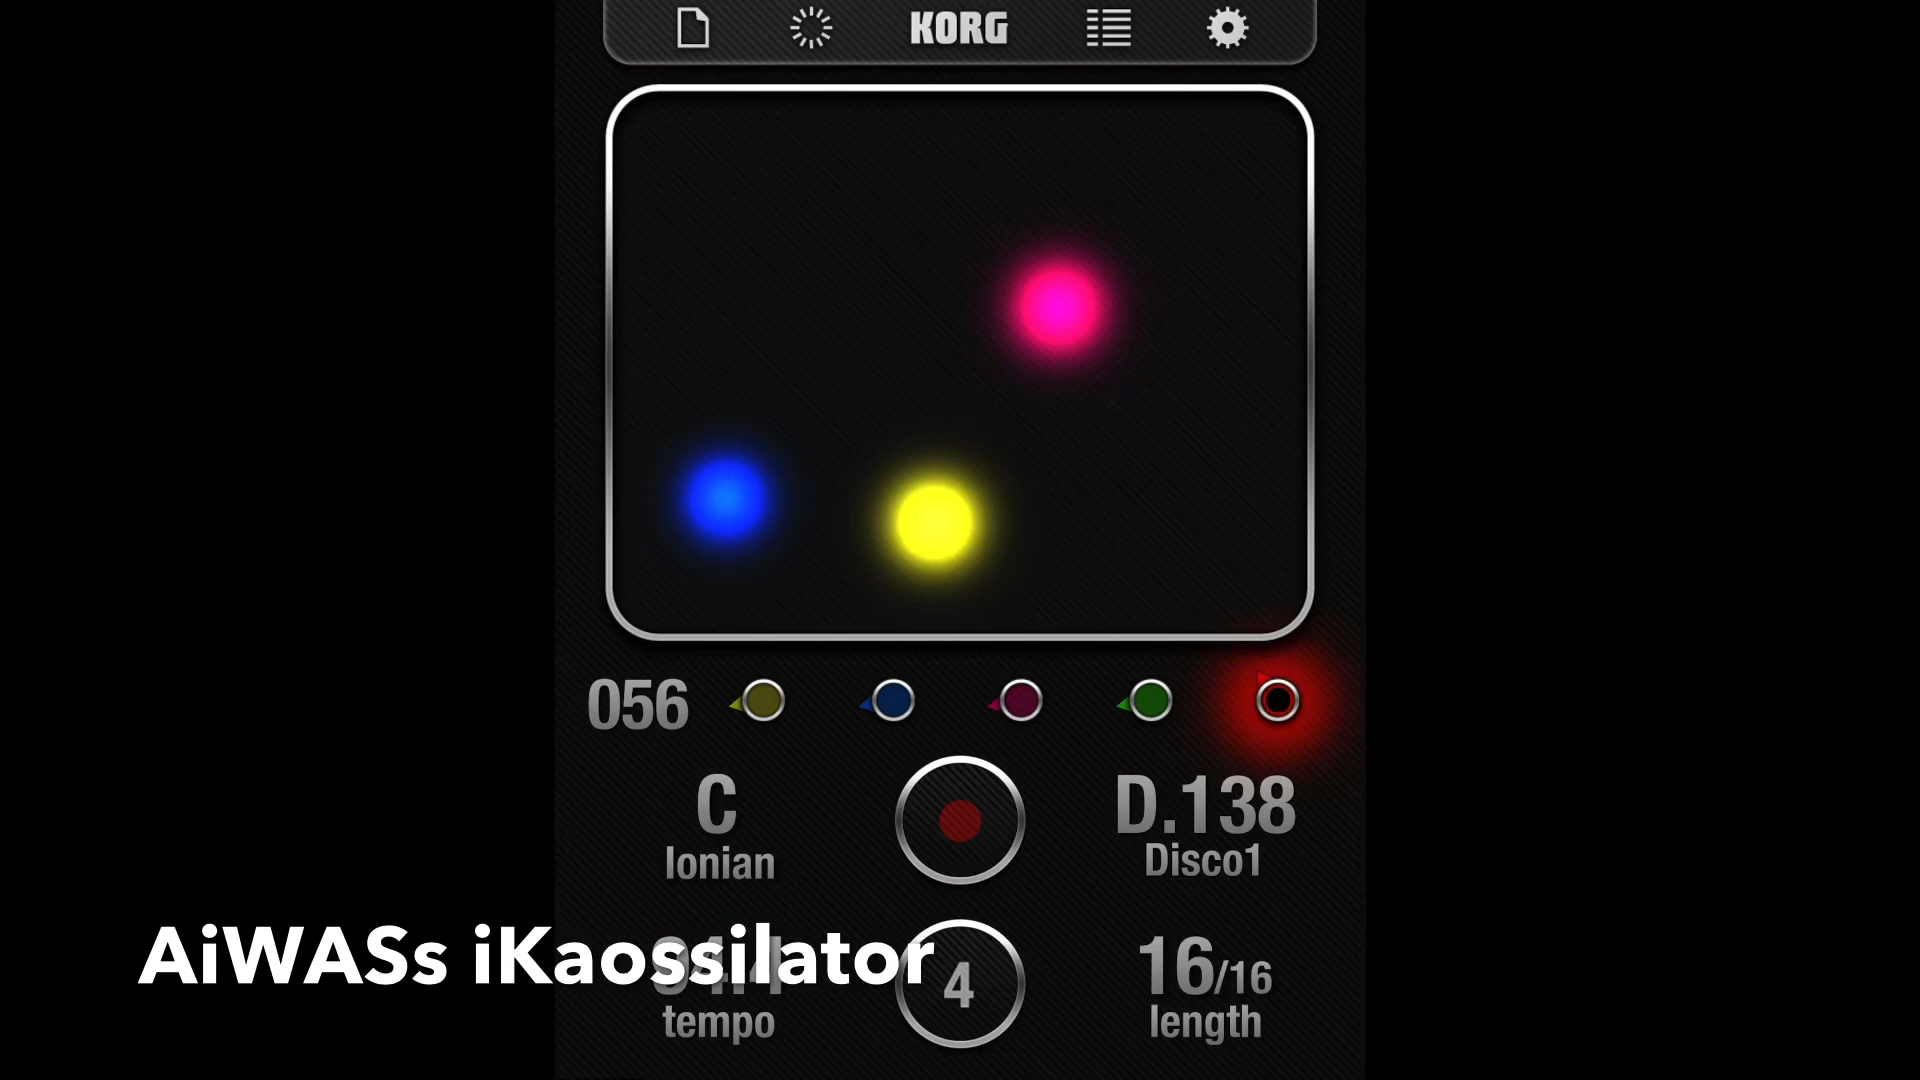 KORG
056
C
Ionian
D.138
Disco1
AiWASs iKaossilator
4
16/16
tempo
length